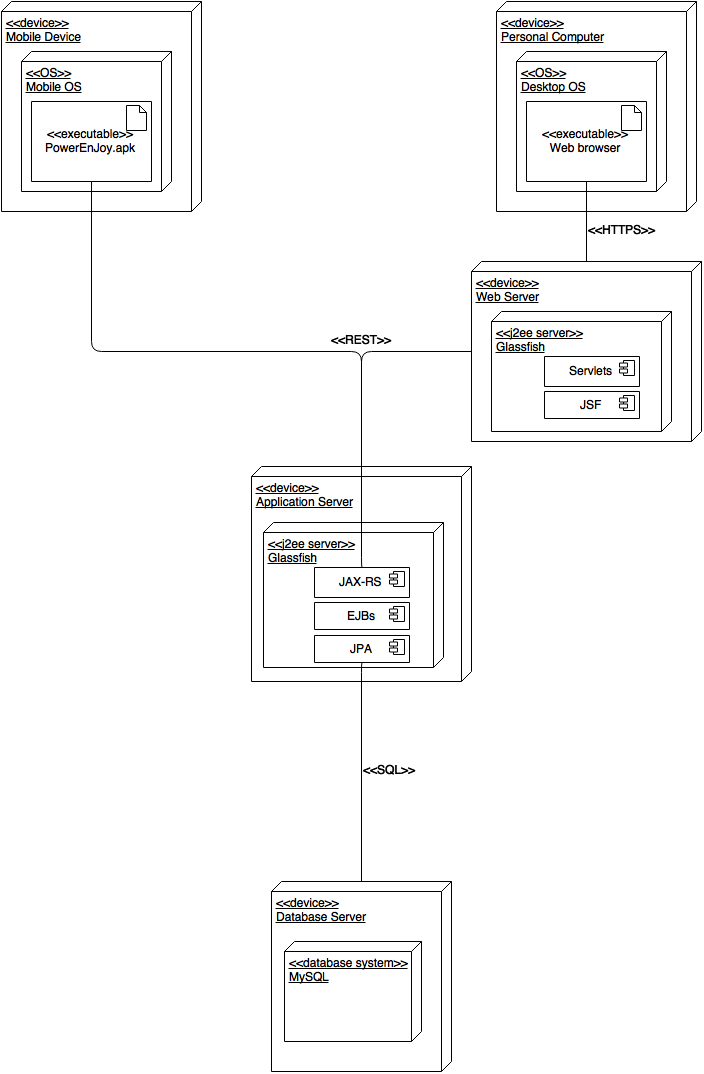 <<device>>
Mobile Device
<<OS>>
Mobile OS
<<executable>>
PowerEnJoy.apk
<<device>>
Personal Computer
<<OS>>
Desktop OS
<<executable>>
Web browser
<<HTTPS>>
<<device>>
Web Server
<<j2ee server>>
Glassfish
Servlets
JSF
<<REST>>
<<device>>
Application Server
<<j2ee server>>
Glassfish
JAX-RS
EJBs
JPA
<<SQL>>
<<device>>
Database Server
<<database system>>
MySQL